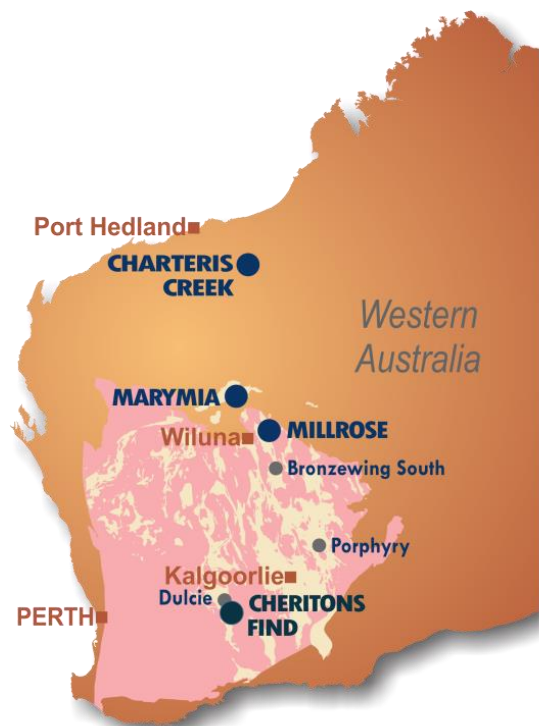 Port Hedland
CHARTERIS
CREEK
Western
Australia
MARYMIA
MILLROSE
Wiluna
Bronzewing South
Porphyry
Kalgoorlie
Dulcie
CHERITONS
FIND
PERTH